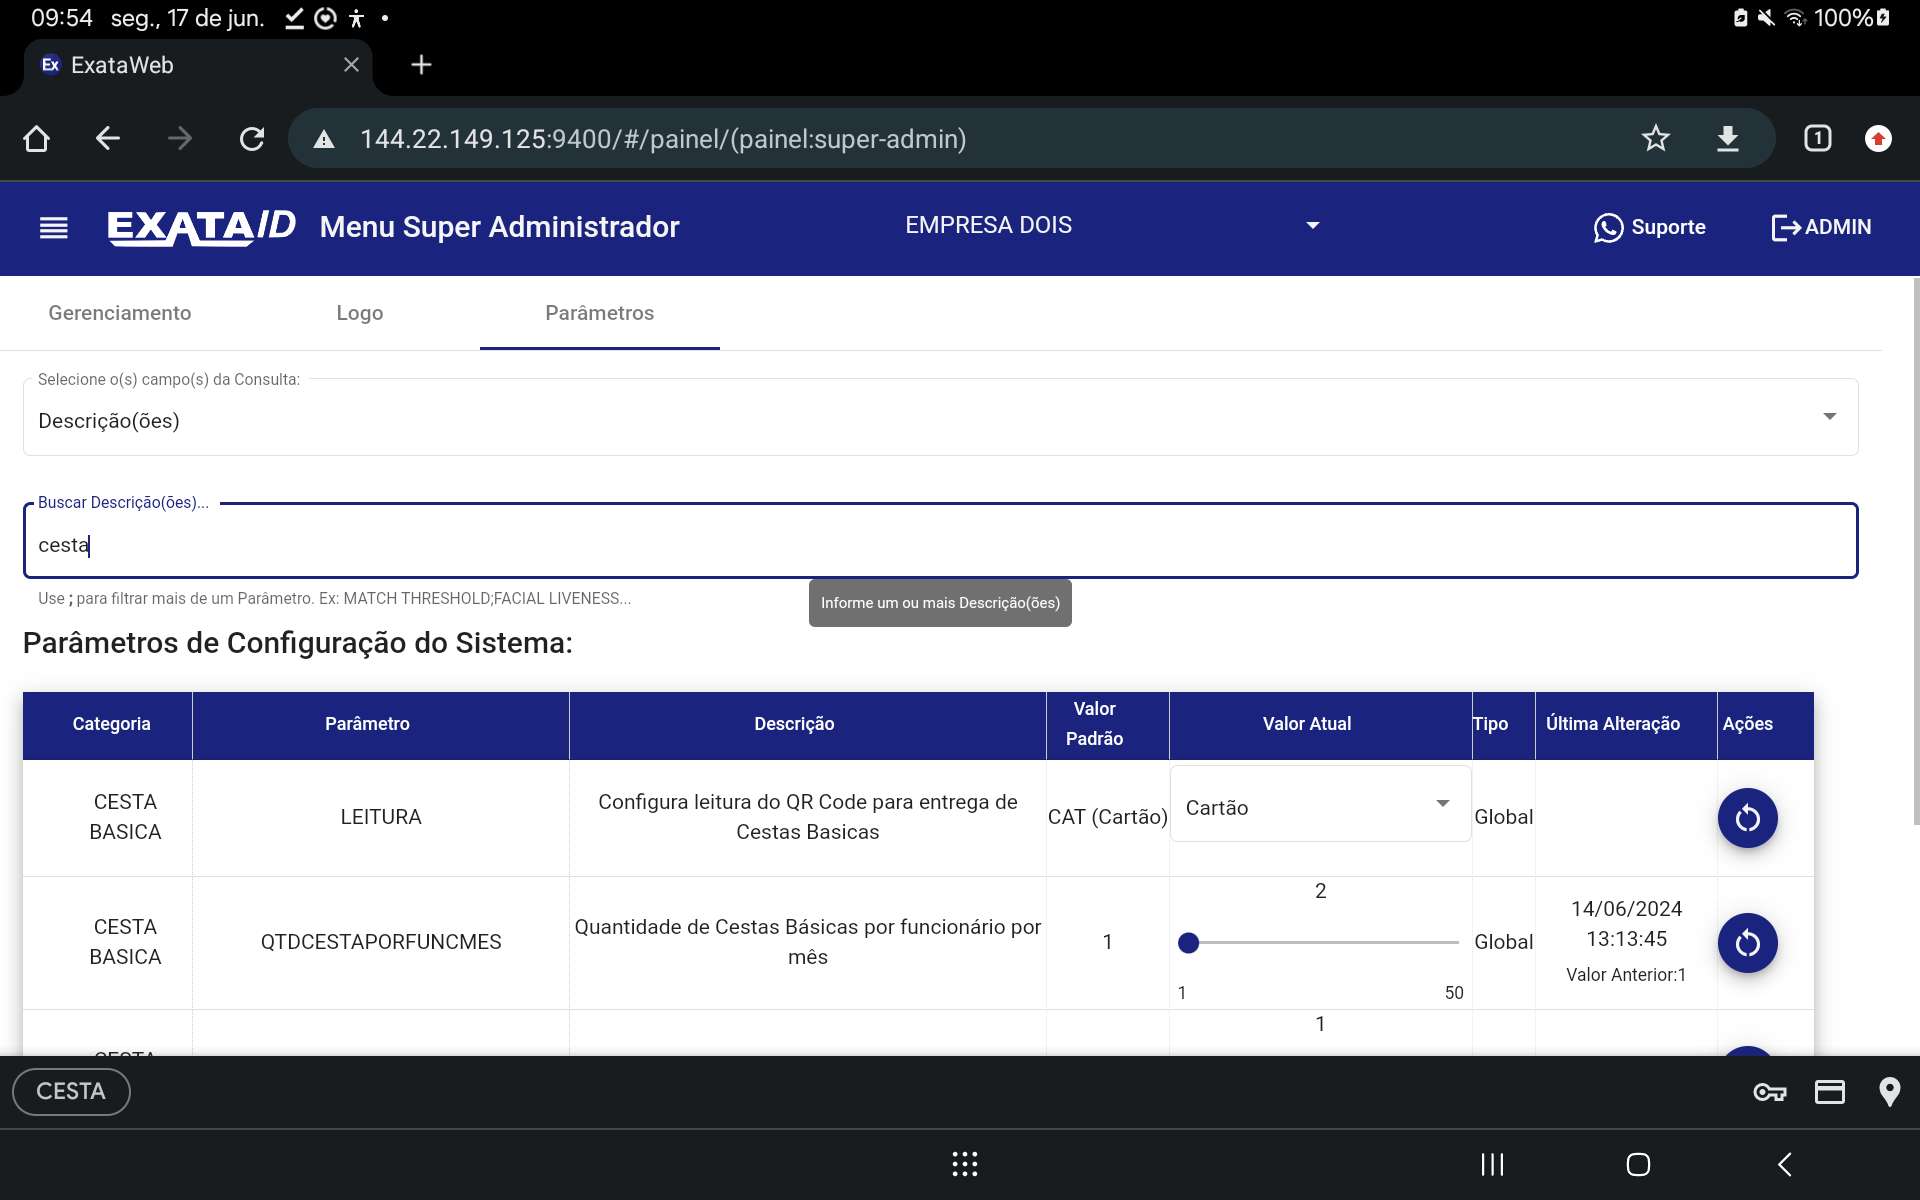 09:54 seg., 17 de jun. 100%
Ex ExataWeb
144.22.149.125:9400/#/painel/(painel:super-admin) 1
EXATA/D Menu Super Administrador EMPRESA DOIS Suporte ADMIN
Gerenciamento Logo Parâmetros
Selecione o(s) campo(s) da Consulta:
Descrição(ões)
Buscar Descrição(ões)...
cesta
Use ; para filtrar mais de um Parâmetro. Ex: MATCH THRESHOLD;FACIAL LIVENESS...
Informe um ou mais Descrição(ões)
Parâmetros de Configuração do Sistema:
Categoria Parâmetro Descrição Valor Padrão Valor Atual Tipo Última Alteração Ações
CESTA BASICA LEITURA Configura leitura do QR Code para entrega de Cestas Basicas CAT (Cartão) Cartão Global
CESTA BASICA QTDCESTAPORFUNCMES Quantidade de Cestas Básicas por funcionário por mês 1 2 1 50 Global 14/06/2024 13:13:45 Valor Anterior:1
1
CESTA
CESTA